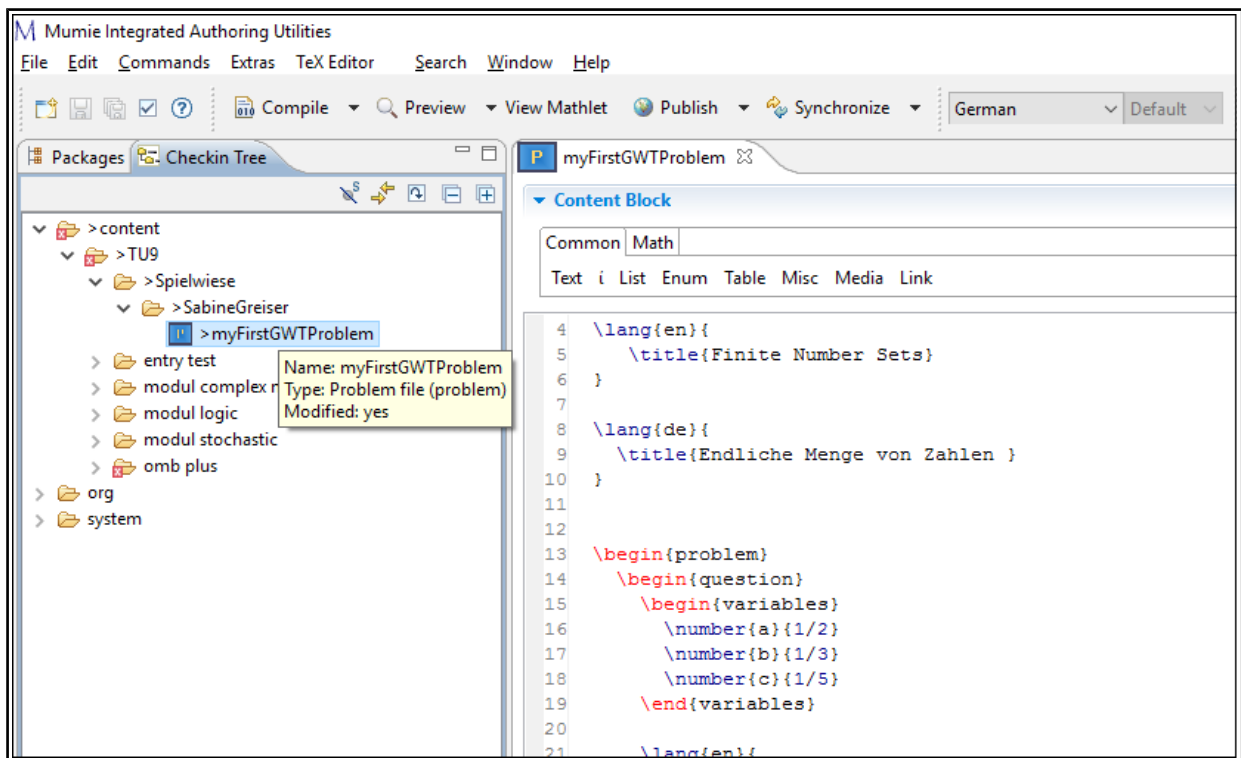 Mumie Integrated Authoring Utilities
File Edit Commands Extras TeX Editor Search Window Help
Compile Preview View Mathlet Publish Synchronize German Default
Packages Checkin Tree
>content
>TU9
>Spielwiese
>SabineGreiser
P >myFirstGWTProblem
entry test
modul complex
modul logic
modul stochastic
omb plus
org
system
Name: myFirstGWTProblem
Type: Problem file (problem)
Modified: yes
P myFirstGWTProblem
Content Block
Common Math
Text i List Enum Table Misc Media Link
4 \lang{en}{
5 \title{Finite Number Sets}
6 }
7
8 \lang{de}{
9 \title{Endliche Menge von Zahlen }
10 }
11
12
13 \begin{problem}
14 \begin{question}
15 \begin{variables}
16 \number{a}{1/2}
17 \number{b}{1/3}
18 \number{c}{1/5}
19 \end{variables}
20
21 \lang{en}{